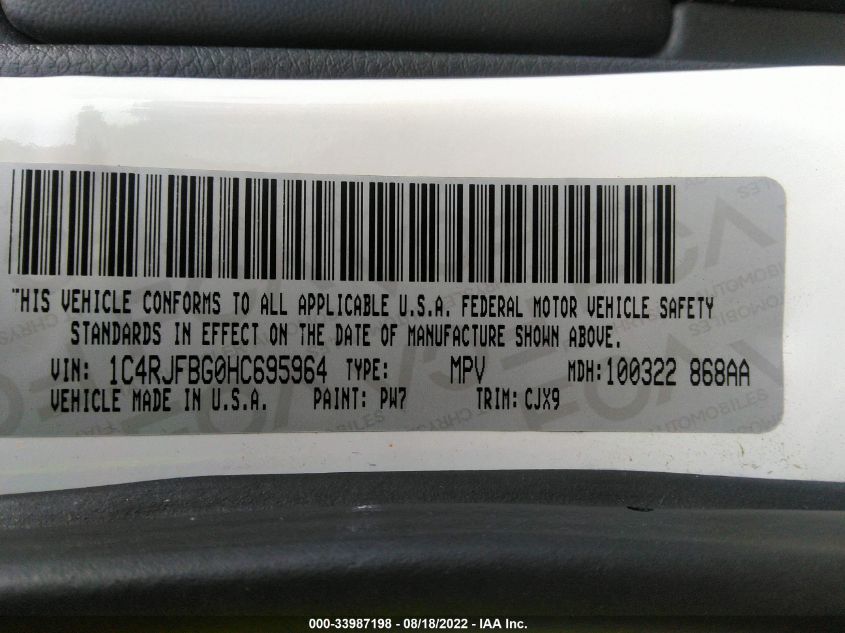 "HIS VEHICLE CONFORMS TO ALL APPLICABLE U.S.A. FEDERAL MOTOR VEHICLE SAFETY
STANDARDS IN EFFECT ON THE DATE OF MANUFACTURE SHOWN ABOVE.
VIN: 1C4RJFBG0HC695964 TYPE: MPV MDH:100322 868AA
VEHICLE MADE IN U.S.A. PAINT: PW7 TRIM: CJX9
000-33987198 - 08/18/2022 - IAA Inc.